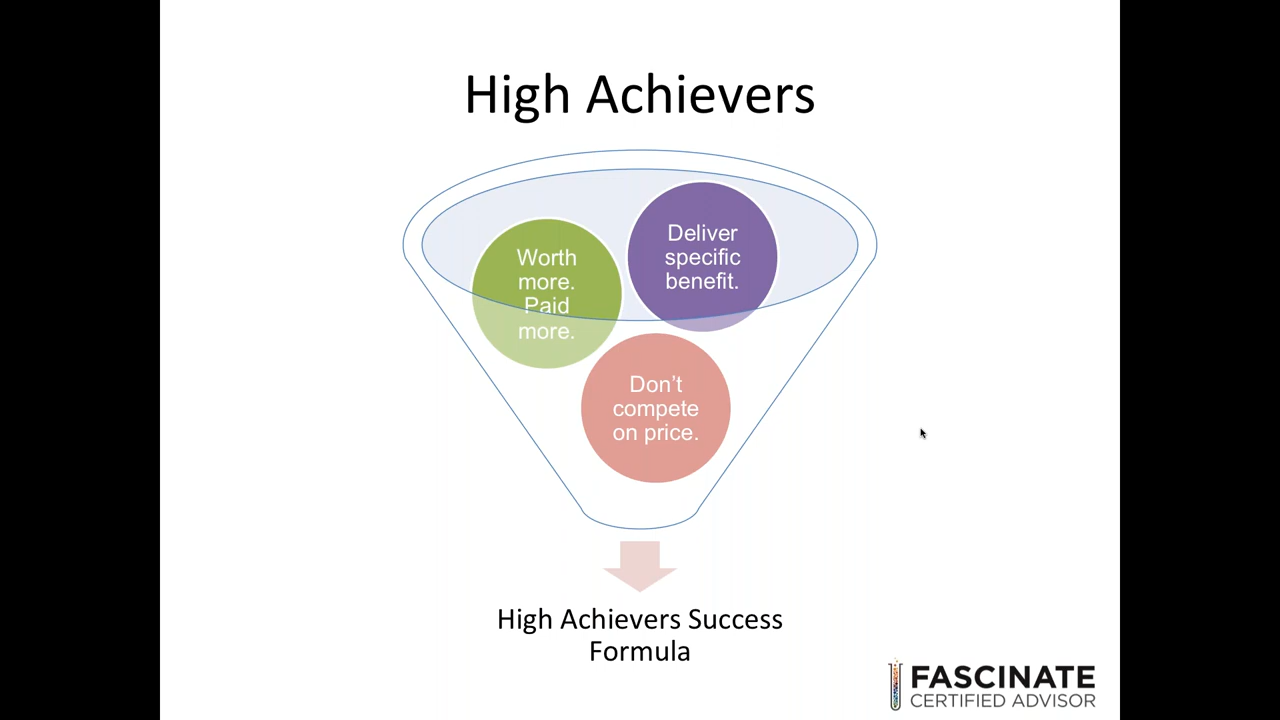 High Achievers
Worth
more.
Paid
more.
Deliver
specific
benefit.
Don’t
compete
on price.
High Achievers Success
Formula
FASCINATE
CERTIFIED ADVISOR